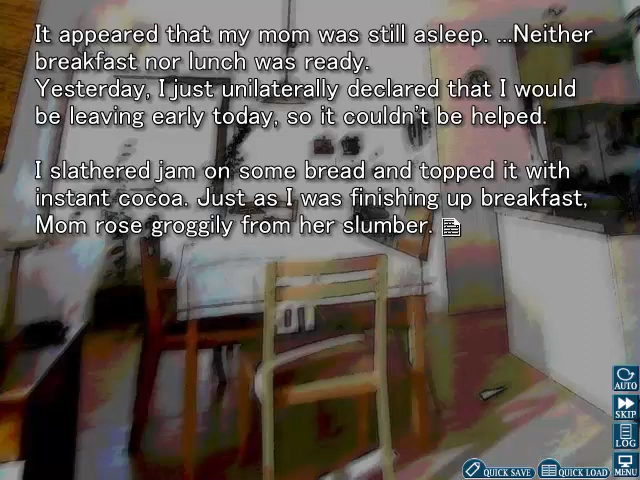 It appeared that my mom was still asleep. ...Neither
breakfast nor lunch was ready.
Yesterday, I just unilaterally declared that I would
be leaving early today, so it couldn't be helped.
I slathered jam on some bread and topped it with
instant cocoa. Just as I was finishing up breakfast,
Mom rose groggily from her slumber.
AUTO
SKIP
LOG
MENU
QUICK SAVE
QUICK LOAD